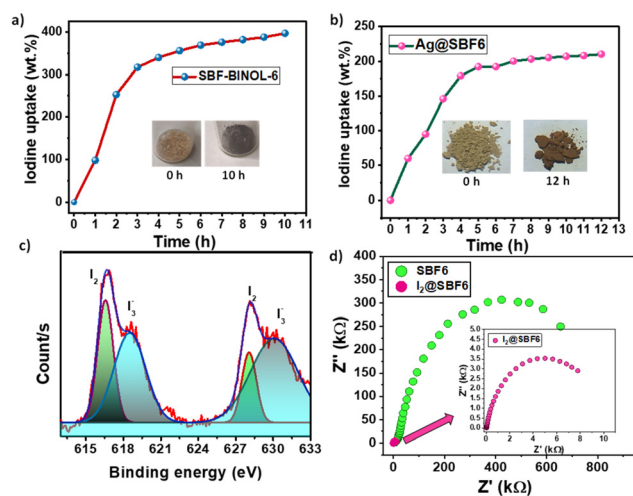 a)
Iodine uptake (wt.%)
400
300
200
100
0
SBF-BINOL-6
0 h
10 h
0 1 2 3 4 5 6 7 8 9 10 11
Time (h)
b)
Iodine uptake (wt.%)
250
200
150
100
50
0
Ag@SBF6
0 h
12 h
0 1 2 3 4 5 6 7 8 9 10 11 12 13
Time (h)
c)
Count/s
I2
I3-
I2
I3-
615 618 621 624 627 630 633
Binding energy (eV)
d)
Z'' (kΩ)
400
350
300
250
200
150
100
50
0
SBF6
I2@SBF6
I2@SBF6
Z'' (kΩ)
5.0
4.5
4.0
3.5
3.0
2.5
2.0
1.5
1.0
0.5
0.0
0 2 4 6 8 10
Z' (kΩ)
0 200 400 600 800
Z' (kΩ)